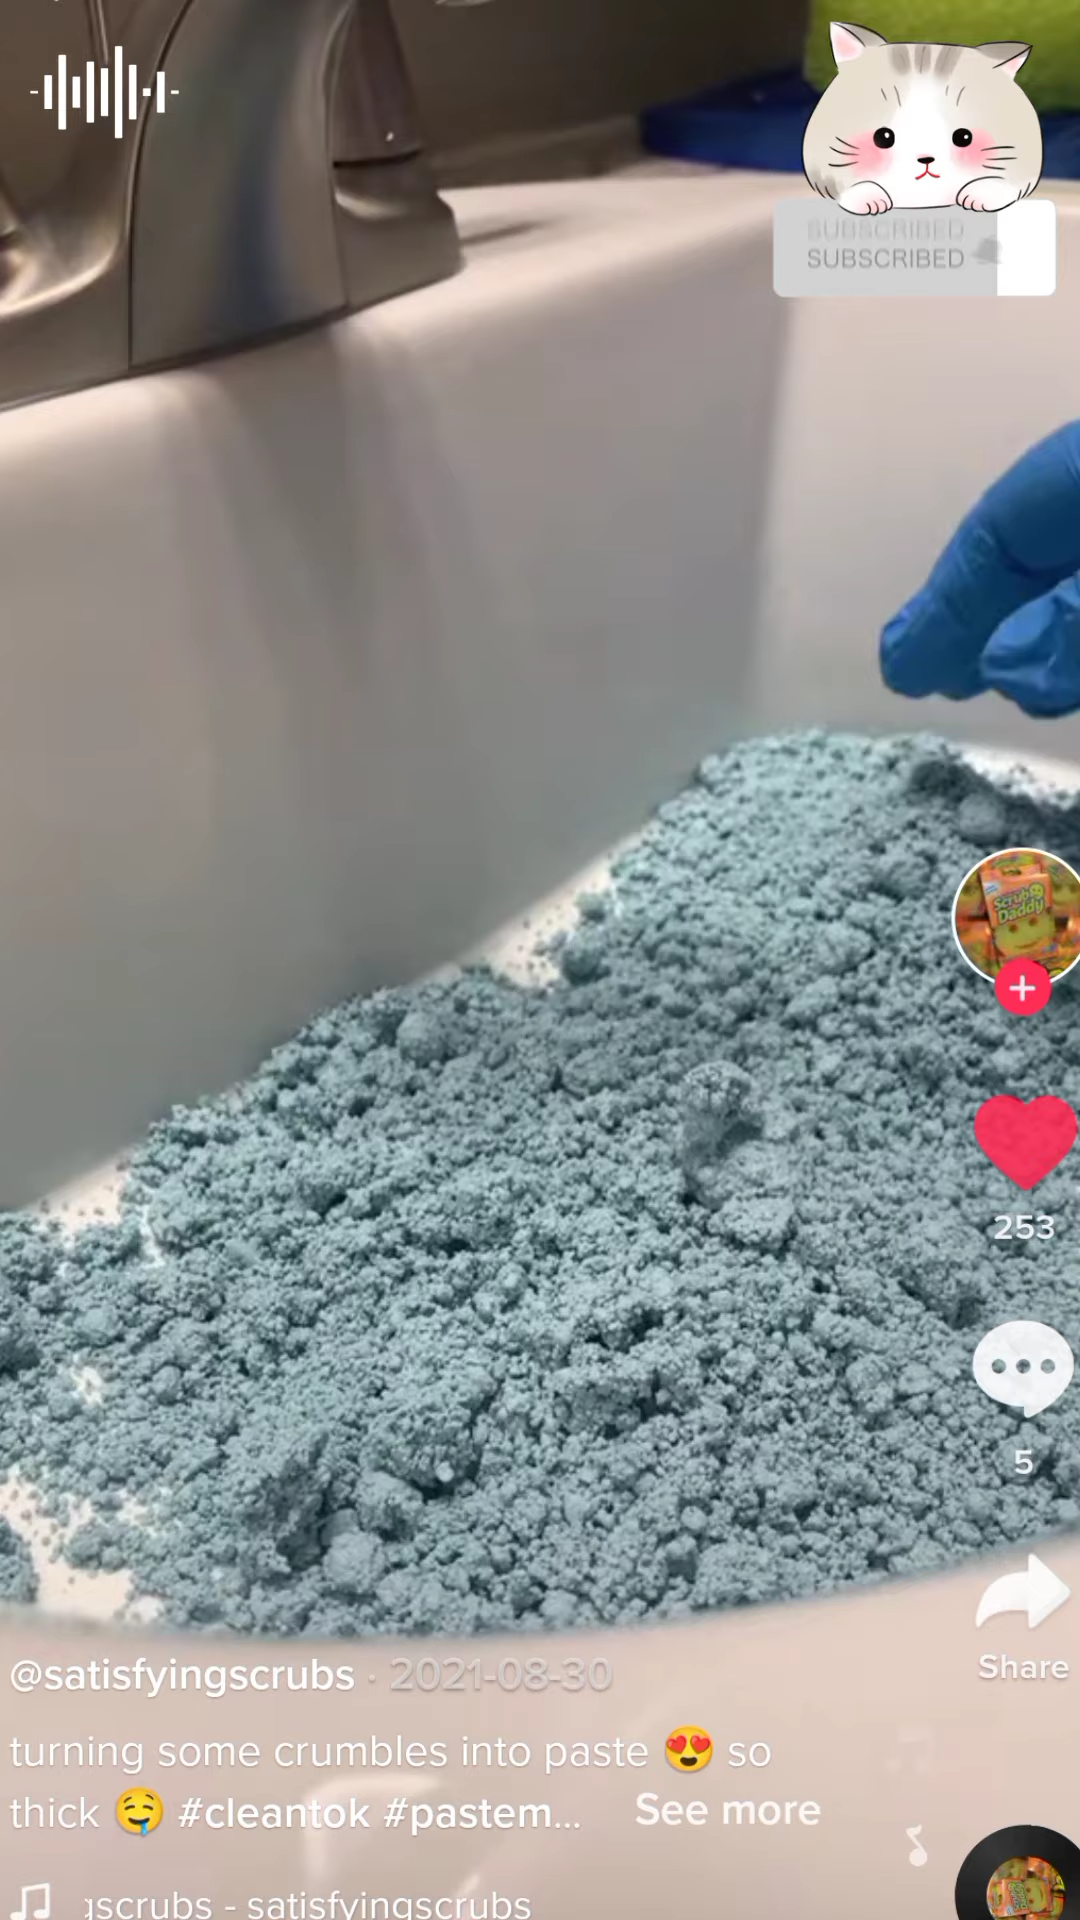 SUBSCRIBED
SUBSCRIBED
Scrub
Daddy
253
5
Share
@satisfyingscrubs · 2021-08-30
turning some crumbles into paste 😍 so
thick 🤤 #cleantok #pastem... See more
gscrubs - satisfyingscrubs